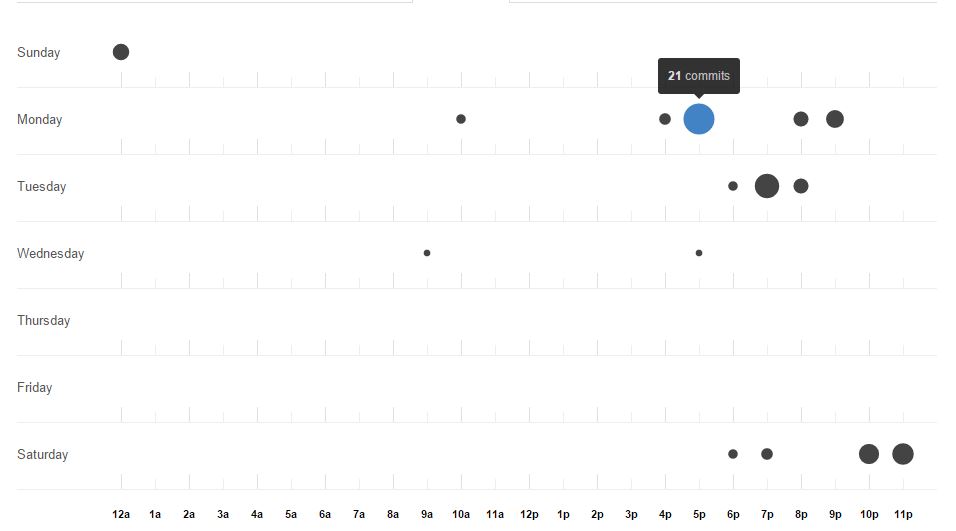 Sunday
21 commits
Monday
Tuesday
Wednesday
Thursday
Friday
Saturday
12a 1a 2a 3a 4a 5a 6a 7a 8a 9a 10a 11a 12p 1p 2p 3p 4p 5p 6p 7p 8p 9p 10p 11p